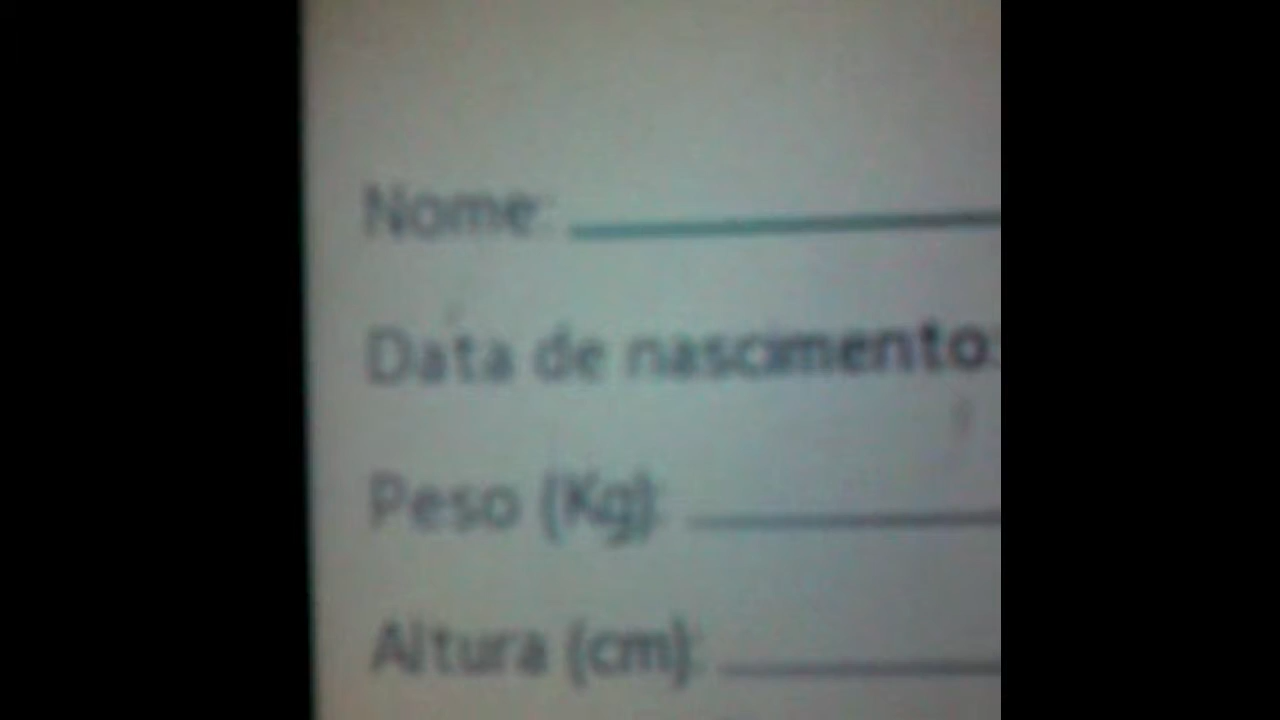 Nome:
Data de nascimento:
Peso (Kg):
Altura (cm):